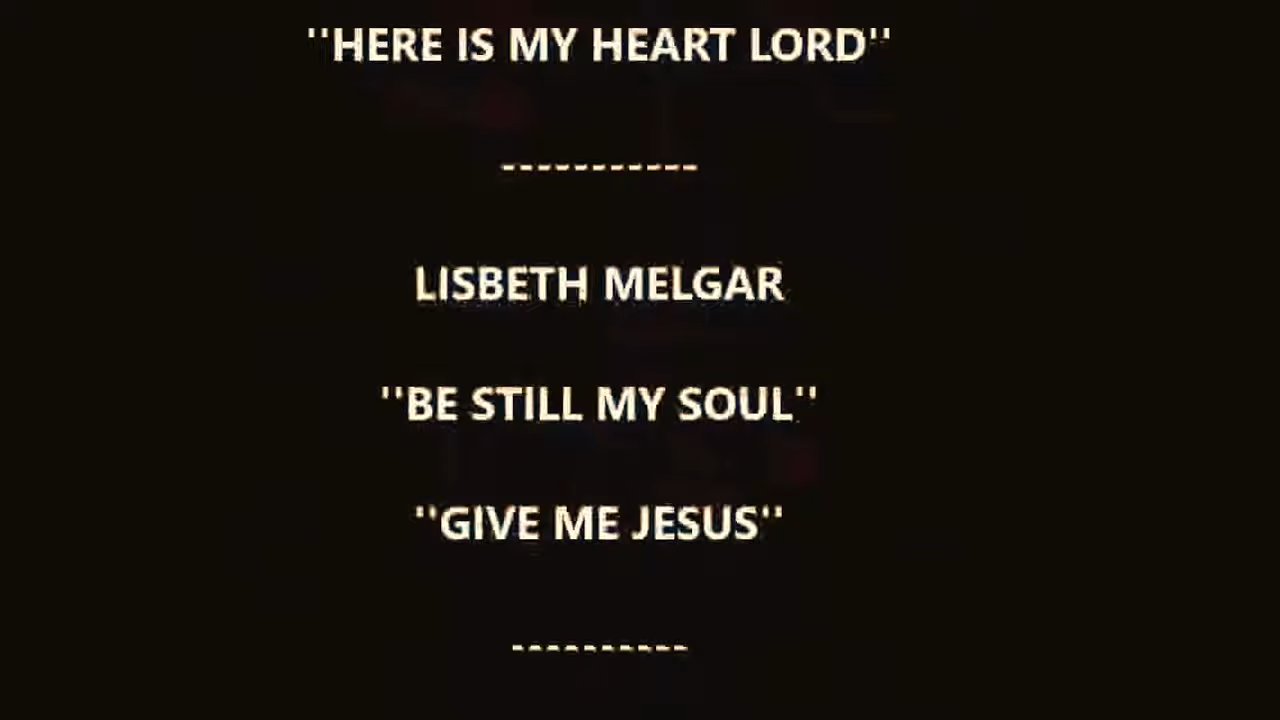 ''HERE IS MY HEART LORD''
-----------
LISBETH MELGAR
''BE STILL MY SOUL''
''GIVE ME JESUS''
----------